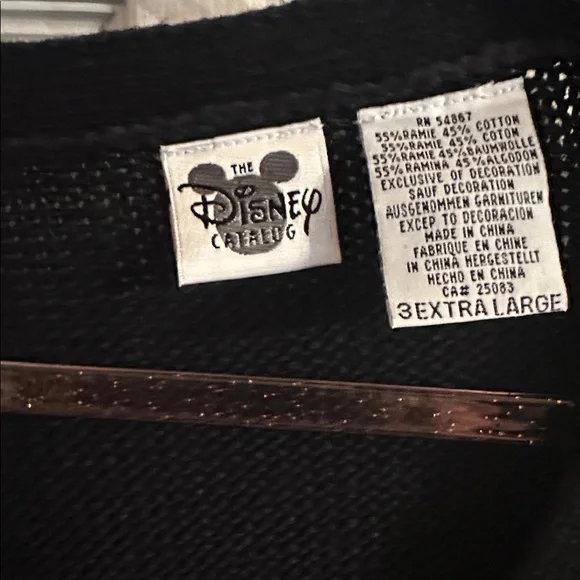 THE
Disney
CATALOG
RN 54867
55%RAMIE 45% COTTON
55%RAMIE 45% COTON
55%RAMIE 45%BAUMWOLLE
55%RAMINA 45%ALGODON
EXCLUSIVE OF DECORATION
SAUF DECORATION
AUSGENOMMEN GARNITUREN
EXCEP TO DECORACION
MADE IN CHINA
FABRIQUE EN CHINE
IN CHINA HERGESTELLT
HECHO EN CHINA
CA# 25083
3EXTRA LARGE